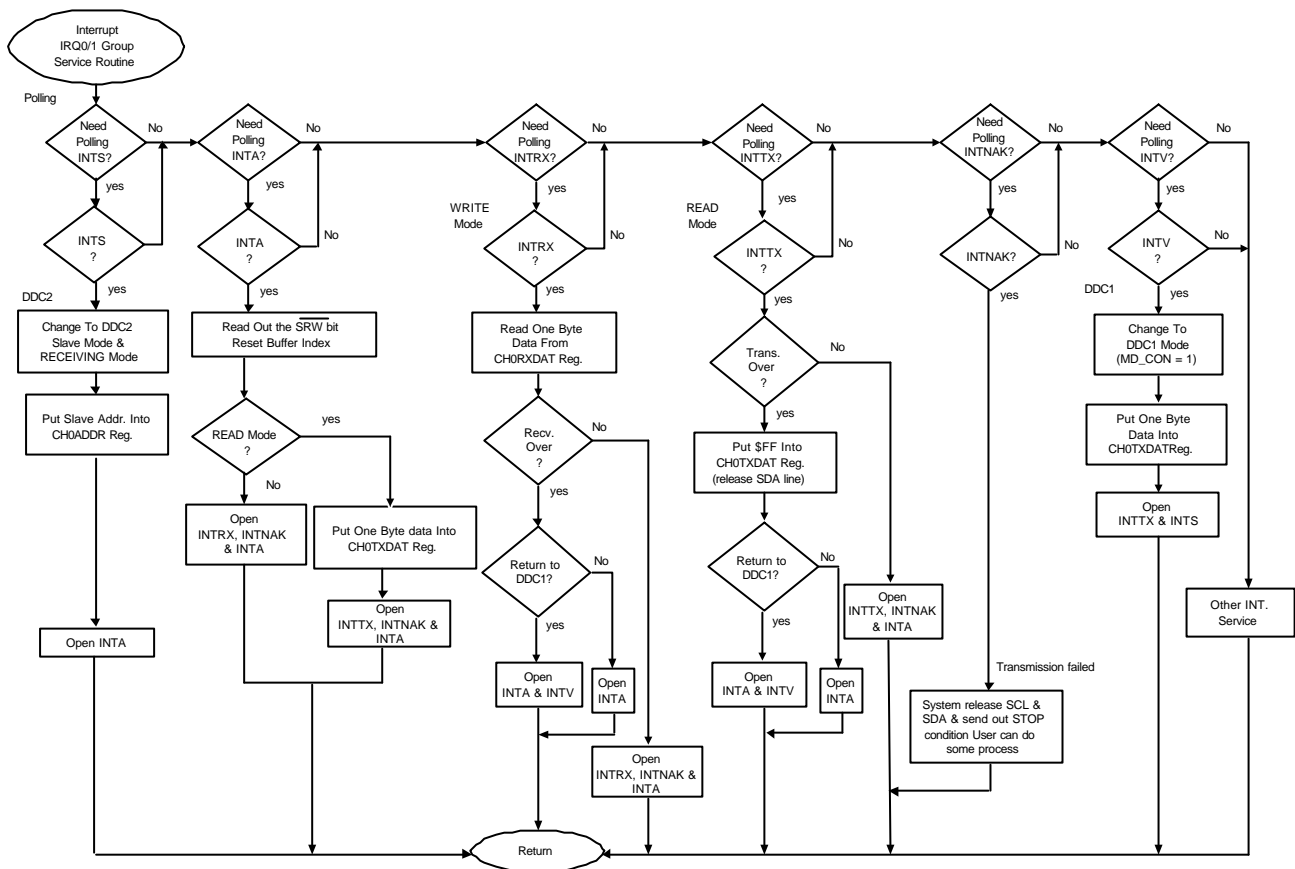 Interrupt
IRQ0/1 Group
Service Routine
Polling
Need
Polling
INTS?
No
yes
INTS
?
yes
DDC2
Change To DDC2
Slave Mode &
RECEIVING Mode
Put Slave Addr. Into
CH0ADDR Reg.
Open INTA
Need
Polling
INTA?
No
yes
INTA
?
No
yes
Read Out the SRW bit
Reset Buffer Index
READ Mode
?
yes
No
Open
INTRX, INTNAK
& INTA
Put One Byte data Into
CH0TXDAT Reg.
Open
INTTX, INTNAK &
INTA
Need
Polling
INTRX?
No
yes
WRITE
Mode
INTRX
?
No
yes
Read One Byte
Data From
CH0RXDAT Reg.
Recv.
Over
?
No
yes
Return to
DDC1?
No
yes
Open
INTA & INTV
Open
INTA
Open
INTRX, INTNAK &
INTA
Need
Polling
INTTX?
No
yes
READ
Mode
INTTX
?
No
yes
Trans.
Over
?
No
yes
Put $FF Into
CH0TXDAT Reg.
(release SDA line)
Return to
DDC1?
No
yes
Open
INTA & INTV
Open
INTA
Open
INTTX, INTNAK
& INTA
Need
Polling
INTNAK?
No
yes
INTNAK?
No
yes
Transmission failed
System release SCL &
SDA & send out STOP
condition User can do
some process
Need
Polling
INTV?
No
yes
INTV
?
No
yes
DDC1
Change To
DDC1 Mode
(MD_CON = 1)
Put One Byte
Data Into
CH0TXDATReg.
Open
INTTX & INTS
Other INT.
Service
Return